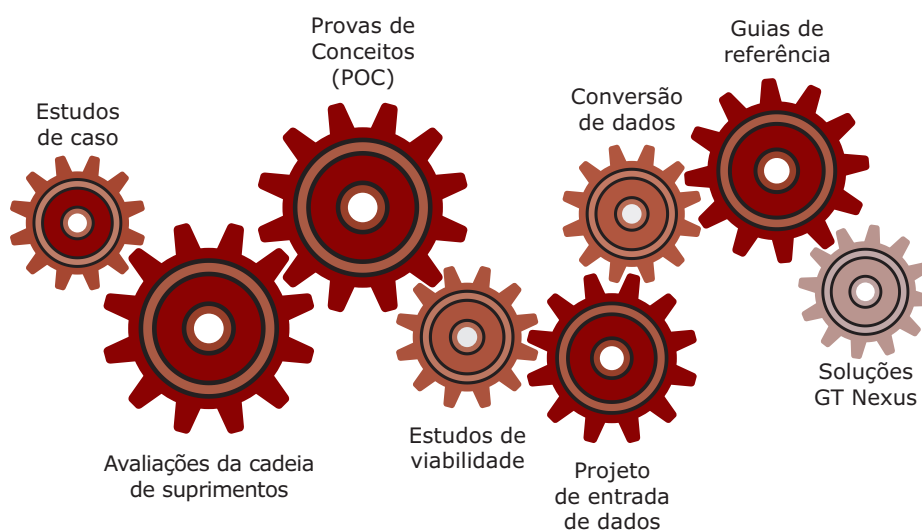 Estudos
de caso
Avaliações da cadeia
de suprimentos
Provas de
Conceitos
(POC)
Estudos de
viabilidade
Conversão
de dados
Projeto
de entrada
de dados
Guias de
referência
Soluções
GT Nexus